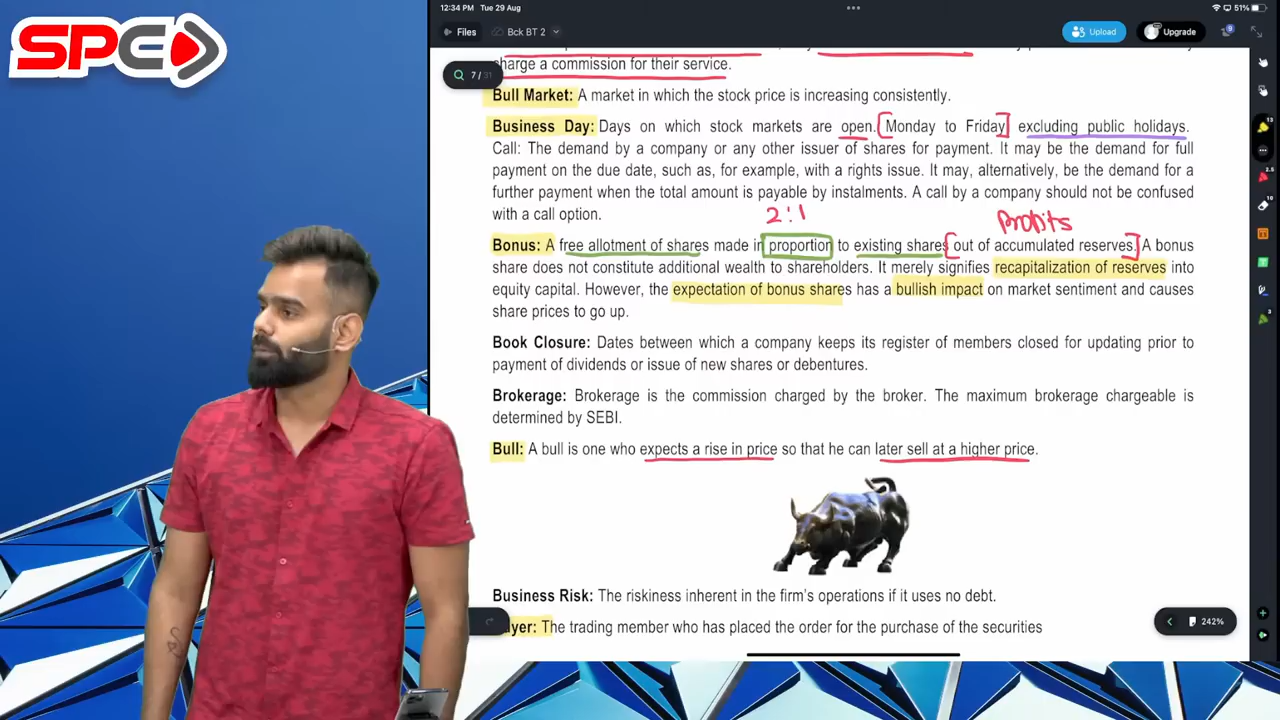 SPC
12:34 PM Tue 29 Aug
51%
Files
Bck BT 2
Upload
Upgrade
charge a commission for their service.
7 / 31
Bull Market: A market in which the stock price is increasing consistently.
Business Day: Days on which stock markets are open. [Monday to Friday] excluding public holidays.
Call: The demand by a company or any other issuer of shares for payment. It may be the demand for full
payment on the due date, such as, for example, with a rights issue. It may, alternatively, be the demand for a
further payment when the total amount is payable by instalments. A call by a company should not be confused
with a call option.
2:1
Profits
Bonus: A free allotment of shares made in proportion to existing shares [out of accumulated reserves.] A bonus
share does not constitute additional wealth to shareholders. It merely signifies recapitalization of reserves into
equity capital. However, the expectation of bonus shares has a bullish impact on market sentiment and causes
share prices to go up.
Book Closure: Dates between which a company keeps its register of members closed for updating prior to
payment of dividends or issue of new shares or debentures.
Brokerage: Brokerage is the commission charged by the broker. The maximum brokerage chargeable is
determined by SEBI.
Bull: A bull is one who expects a rise in price so that he can later sell at a higher price.
Business Risk: The riskiness inherent in the firm's operations if it uses no debt.
ayer: The trading member who has placed the order for the purchase of the securities
242%